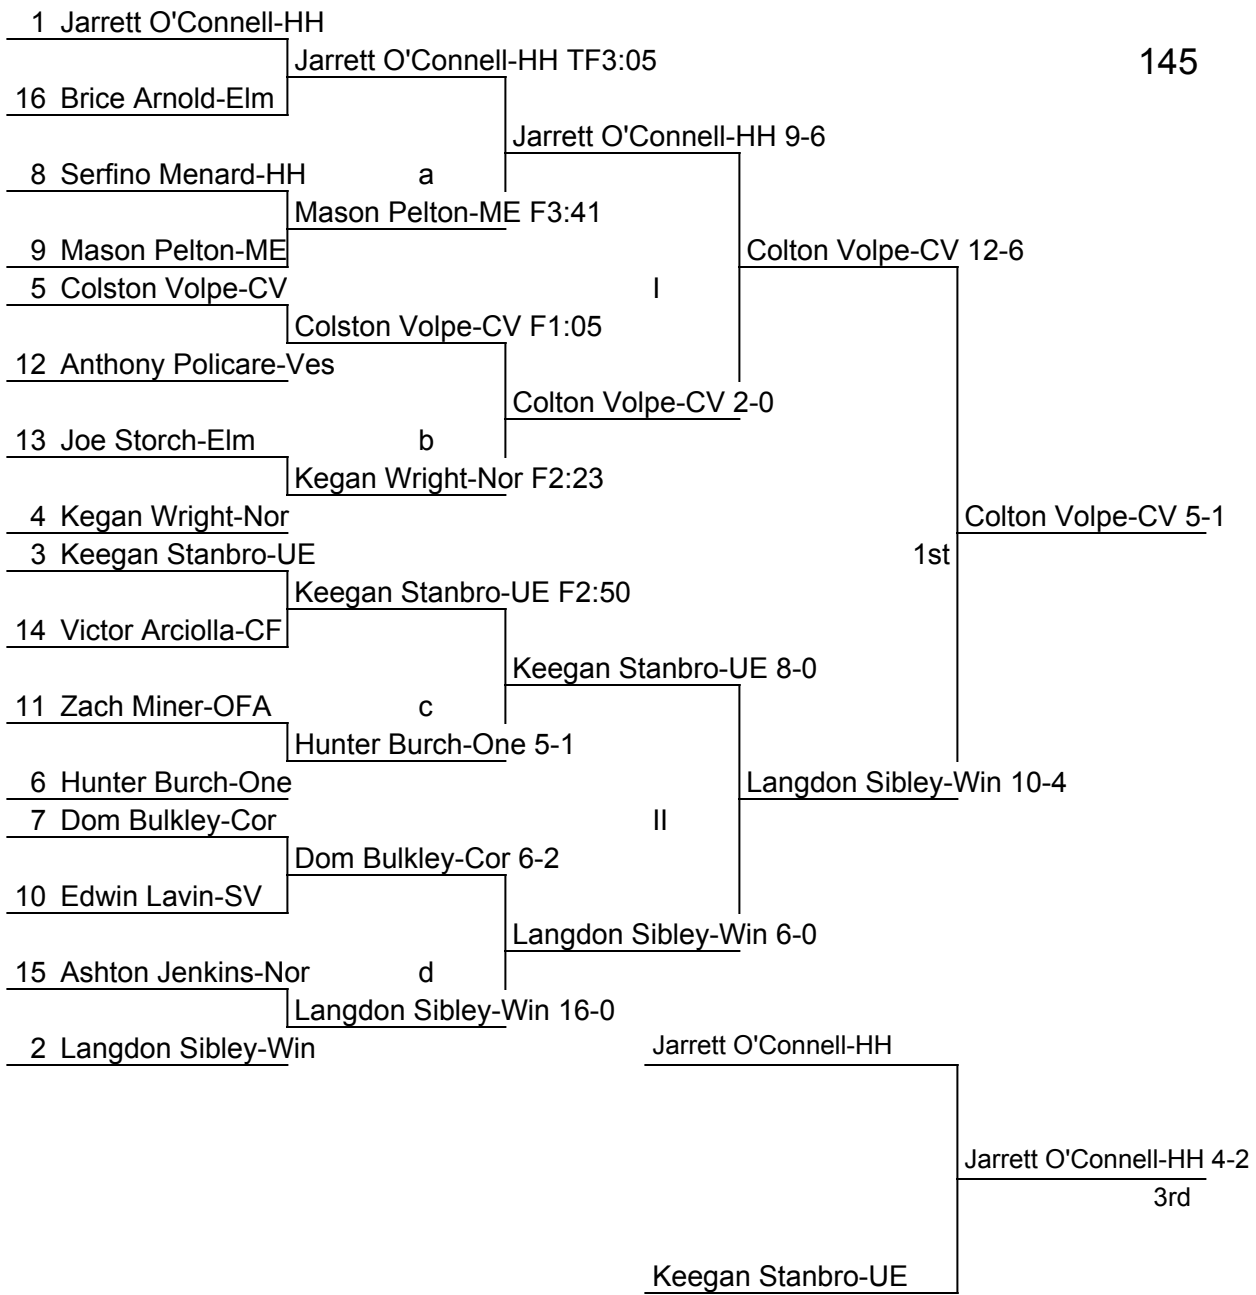 1 Jarrett O'Connell-HH
Jarrett O'Connell-HH TF3:05
145
16 Brice Arnold-Elm
Jarrett O'Connell-HH 9-6
8 Serfino Menard-HH
a
Mason Pelton-ME F3:41
9 Mason Pelton-ME
Colton Volpe-CV 12-6
5 Colston Volpe-CV
I
Colston Volpe-CV F1:05
12 Anthony Policare-Ves
Colton Volpe-CV 2-0
13 Joe Storch-Elm
b
Kegan Wright-Nor F2:23
4 Kegan Wright-Nor
Colton Volpe-CV 5-1
3 Keegan Stanbro-UE
1st
Keegan Stanbro-UE F2:50
14 Victor Arciolla-CF
Keegan Stanbro-UE 8-0
11 Zach Miner-OFA
c
Hunter Burch-One 5-1
6 Hunter Burch-One
Langdon Sibley-Win 10-4
7 Dom Bulkley-Cor
II
Dom Bulkley-Cor 6-2
10 Edwin Lavin-SV
Langdon Sibley-Win 6-0
15 Ashton Jenkins-Nor
d
Langdon Sibley-Win 16-0
2 Langdon Sibley-Win
Jarrett O'Connell-HH
Jarrett O'Connell-HH 4-2
3rd
Keegan Stanbro-UE